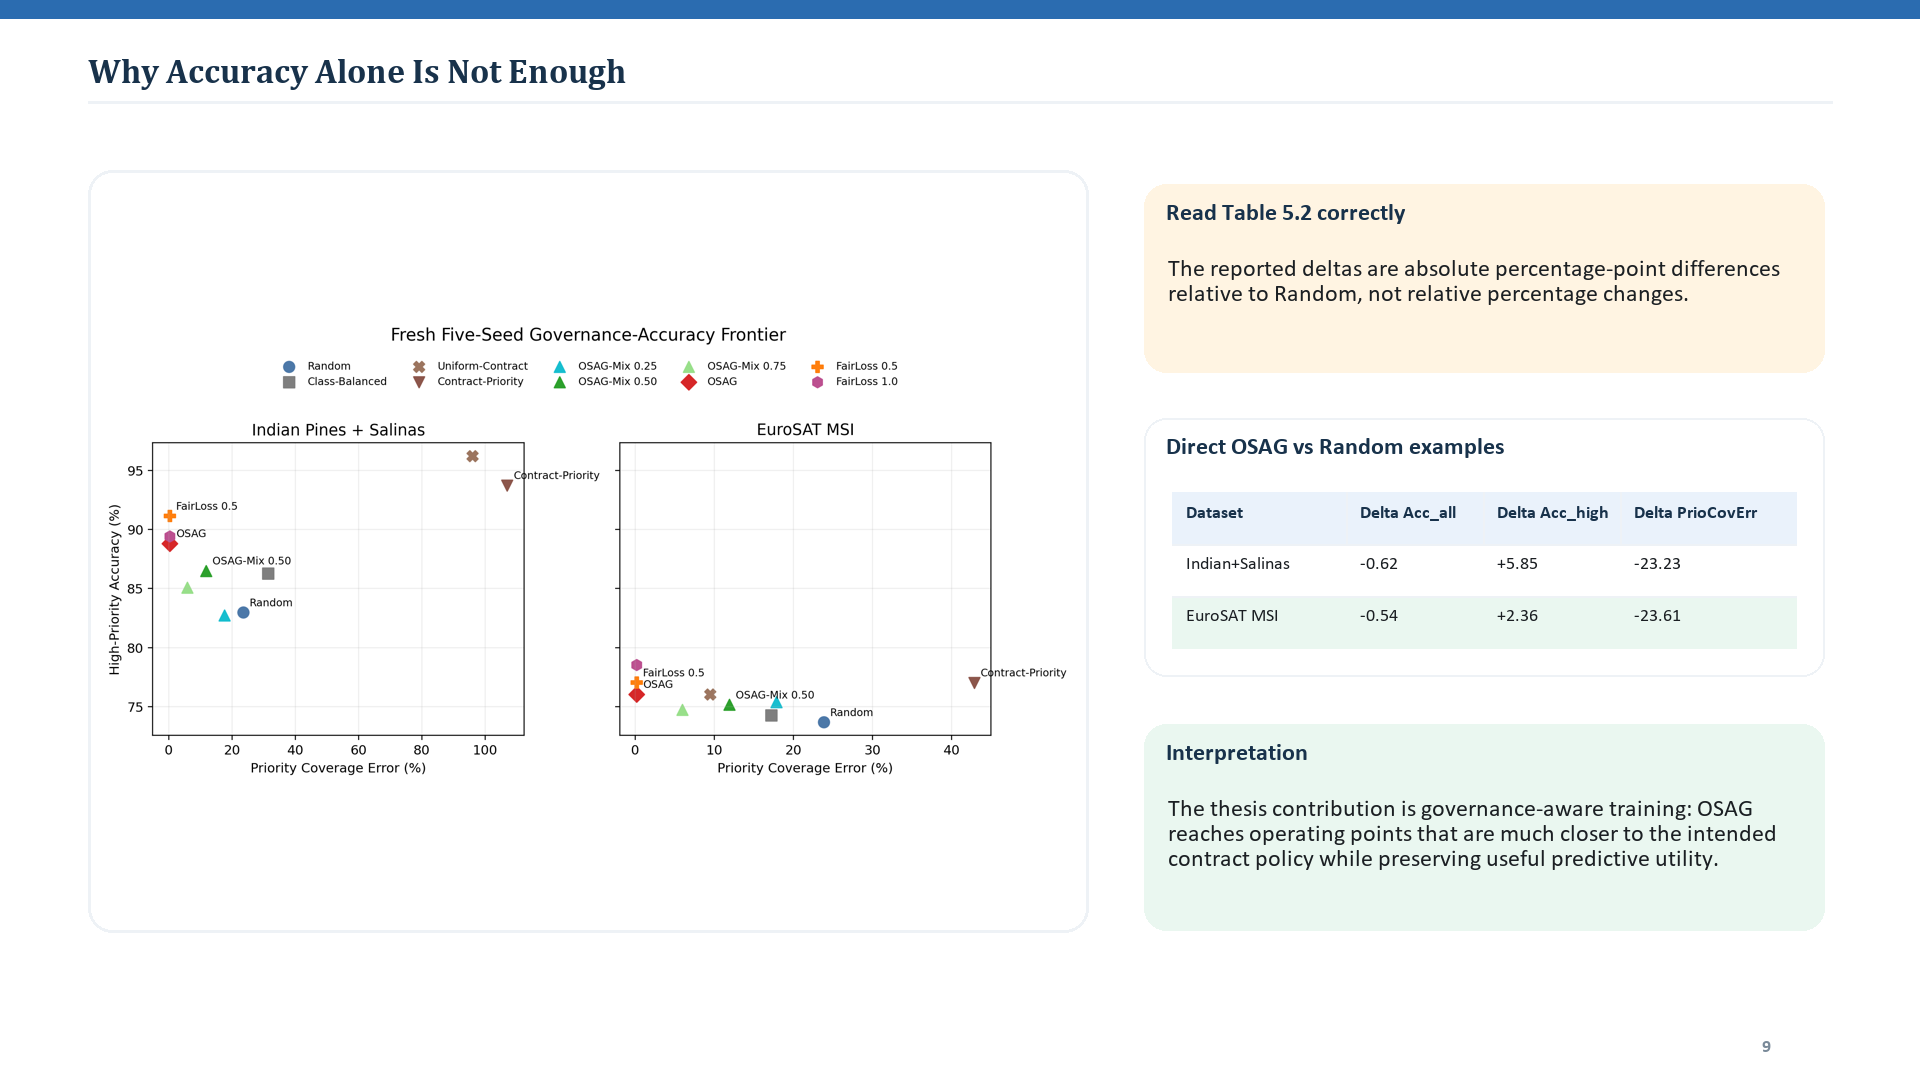 Why Accuracy Alone Is Not Enough
Fresh Five-Seed Governance-Accuracy Frontier
Random
Uniform-Contract
OSAG-Mix 0.25
OSAG-Mix 0.75
FairLoss 0.5
Class-Balanced
Contract-Priority
OSAG-Mix 0.50
OSAG
FairLoss 1.0
Indian Pines + Salinas
High-Priority Accuracy (%)
95
90
85
80
75
Contract-Priority
FairLoss 0.5
OSAG
OSAG-Mix 0.50
Random
0 20 40 60 80 100
Priority Coverage Error (%)
EuroSAT MSI
Contract-Priority
FairLoss 0.5
OSAG
OSAG-Mix 0.50
Random
0 10 20 30 40
Priority Coverage Error (%)
Read Table 5.2 correctly
The reported deltas are absolute percentage-point differences
relative to Random, not relative percentage changes.
Direct OSAG vs Random examples
Dataset Delta Acc_all Delta Acc_high Delta PrioCovErr
Indian+Salinas -0.62 +5.85 -23.23
EuroSAT MSI -0.54 +2.36 -23.61
Interpretation
The thesis contribution is governance-aware training: OSAG
reaches operating points that are much closer to the intended
contract policy while preserving useful predictive utility.
9